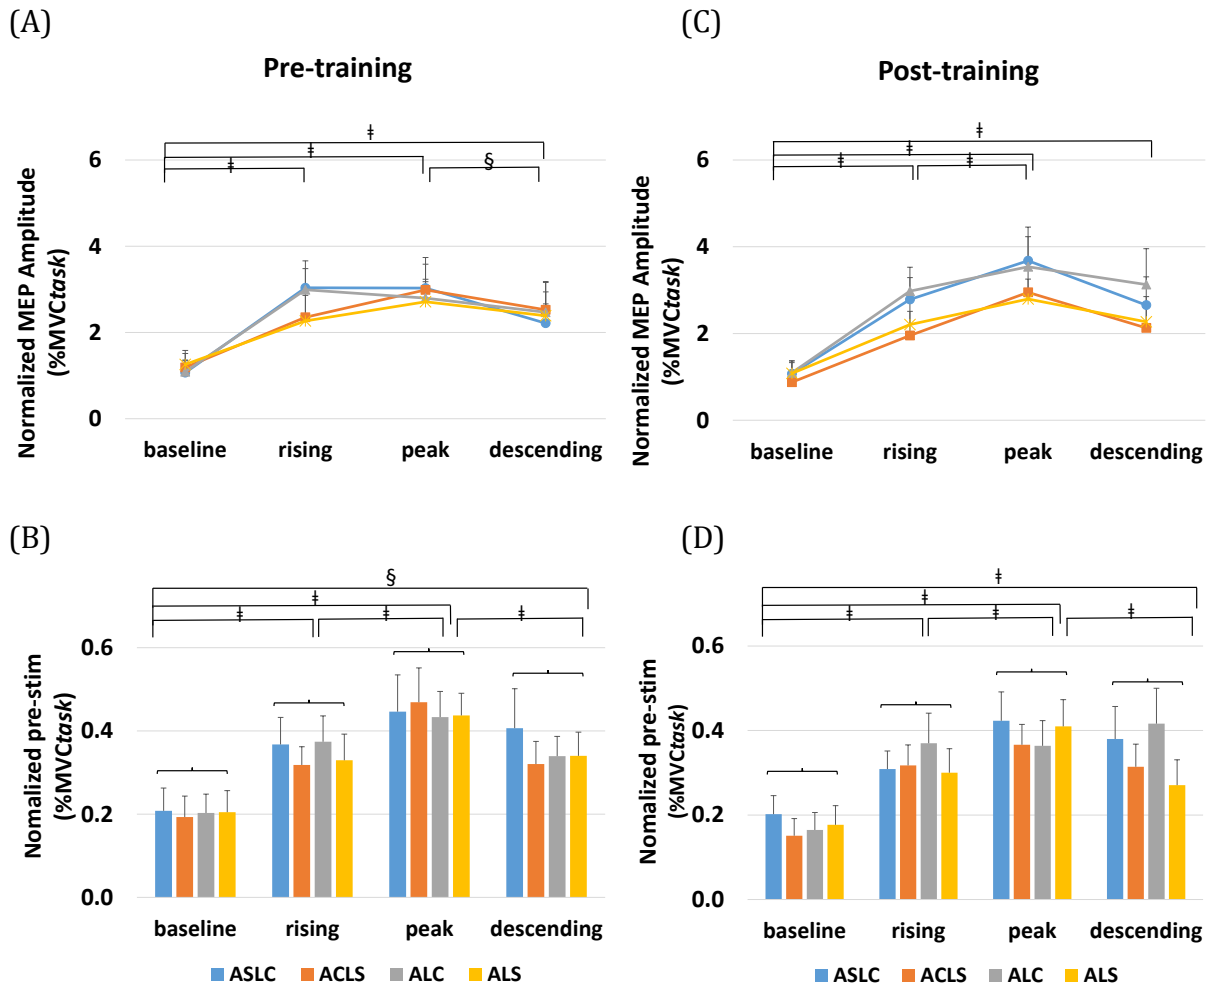 (A)
Pre-training
ǂ
ǂ
§
ǂ
6
4
2
0
Normalized MEP Amplitude
(%MVCtask)
baseline rising peak descending
(C)
Post-training
ǂ
ǂ
ǂ ǂ
6
4
2
0
Normalized MEP Amplitude
(%MVCtask)
baseline rising peak descending
(B)
§
ǂ
ǂ ǂ ǂ
0.6
0.4
0.2
0.0
Nomalized pre-stim
(%MVCtask)
baseline rising peak descending
ASLC ACLS ALC ALS
(D)
ǂ
ǂ
ǂ ǂ ǂ
0.6
0.4
0.2
0.0
Nomalized pre-stim
(%MVCtask)
baseline rising peak descending
ASLC ACLS ALC ALS